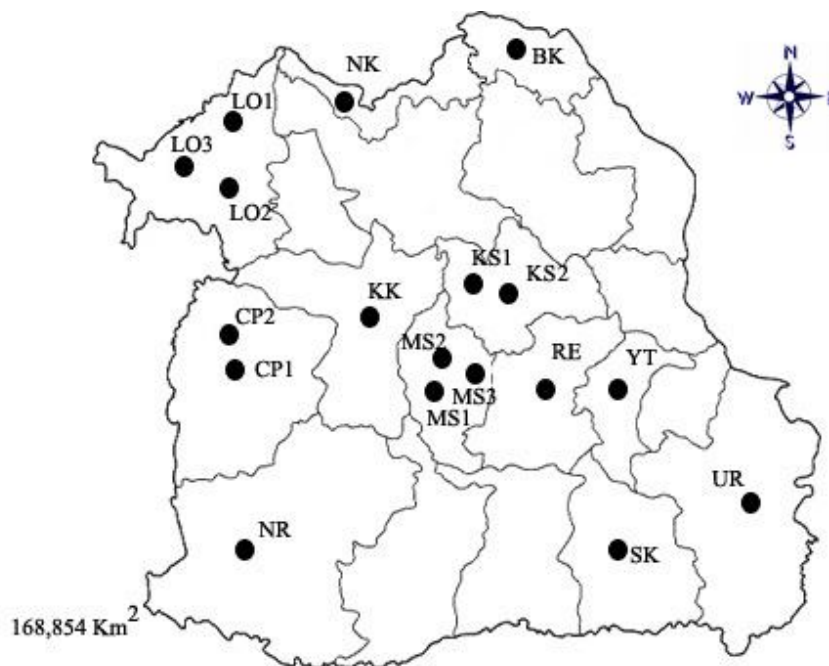 NK
BK
N
LO1
W
E
LO3
S
LO2
KS1
KS2
KK
CP2
MS2
RE
YT
CP1
MS3
MS1
UR
NR
SK
168,854 Km2